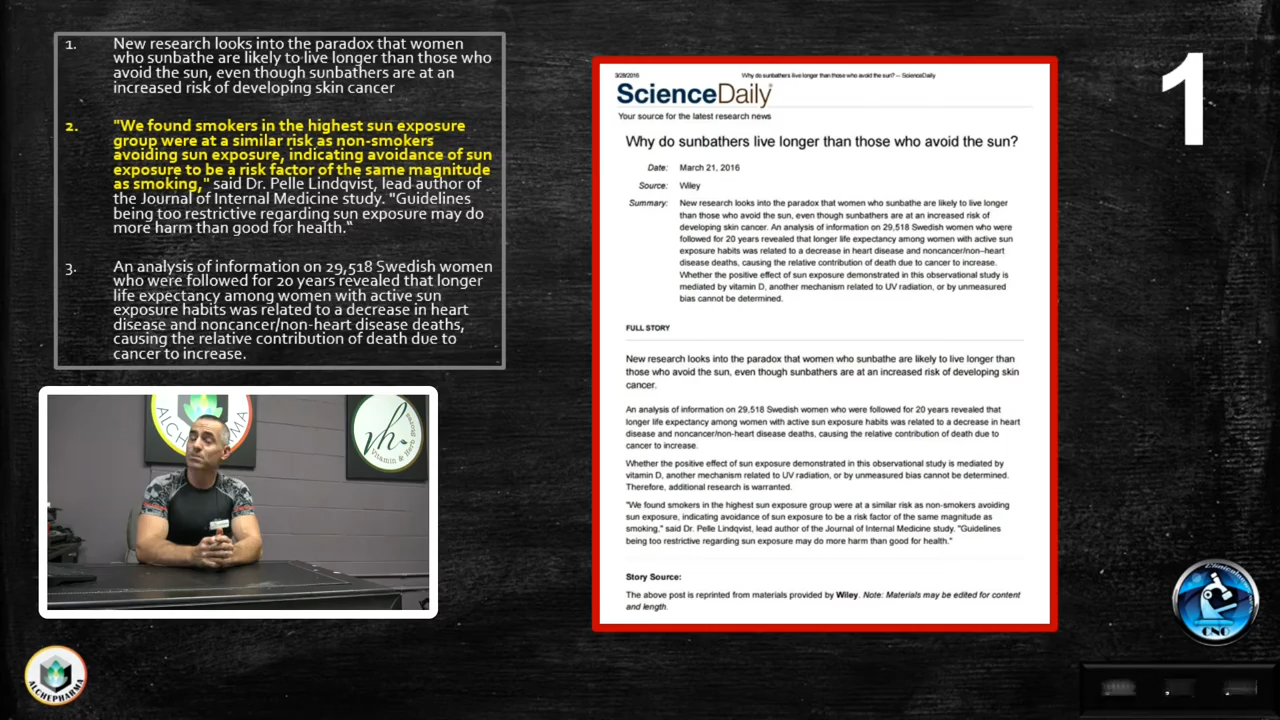 1. New research looks into the paradox that women
who sunbathe are likely to live longer than those who
avoid the sun, even though sunbathers are at an
increased risk of developing skin cancer
2. "We found smokers in the highest sun exposure
group were at a similar risk as non-smokers
avoiding sun exposure, indicating avoidance of sun
exposure to be a risk factor of the same magnitude
as smoking," said Dr. Pelle Lindqvist, lead author of
the Journal of Internal Medicine study. "Guidelines
being too restrictive regarding sun exposure may do
more harm than good for health.“
3. An analysis of information on 29,518 Swedish women
who were followed for 20 years revealed that longer
life expectancy among women with active sun
exposure habits was related to a decrease in heart
disease and noncancer/non-heart disease deaths,
causing the relative contribution of death due to
cancer to increase.
3/28/2016 Why do sunbathers live longer than those who avoid the sun? -- ScienceDaily
ScienceDaily
Your source for the latest research news
Why do sunbathers live longer than those who avoid the sun?
Date: March 21, 2016
Source: Wiley
Summary: New research looks into the paradox that women who sunbathe are likely to live longer
than those who avoid the sun, even though sunbathers are at an increased risk of
developing skin cancer. An analysis of information on 29,518 Swedish women who were
followed for 20 years revealed that longer life expectancy among women with active sun
exposure habits was related to a decrease in heart disease and noncancer/non-heart
disease deaths, causing the relative contribution of death due to cancer to increase.
Whether the positive effect of sun exposure demonstrated in this observational study is
mediated by vitamin D, another mechanism related to UV radiation, or by unmeasured
bias cannot be determined.
FULL STORY
New research looks into the paradox that women who sunbathe are likely to live longer than
those who avoid the sun, even though sunbathers are at an increased risk of developing skin
cancer.
An analysis of information on 29,518 Swedish women who were followed for 20 years revealed that
longer life expectancy among women with active sun exposure habits was related to a decrease in heart
disease and noncancer/non-heart disease deaths, causing the relative contribution of death due to
cancer to increase.
Whether the positive effect of sun exposure demonstrated in this observational study is mediated by
vitamin D, another mechanism related to UV radiation, or by unmeasured bias cannot be determined.
Therefore, additional research is warranted.
"We found smokers in the highest sun exposure group were at a similar risk as non-smokers avoiding
sun exposure, indicating avoidance of sun exposure to be a risk factor of the same magnitude as
smoking," said Dr. Pelle Lindqvist, lead author of the Journal of Internal Medicine study. "Guidelines
being too restrictive regarding sun exposure may do more harm than good for health."
Story Source:
The above post is reprinted from materials provided by Wiley. Note: Materials may be edited for content
and length.
1
ALCHEPHARMA
vh
Vitamin & Herb Stores
CNO
ALCHEPHARMA